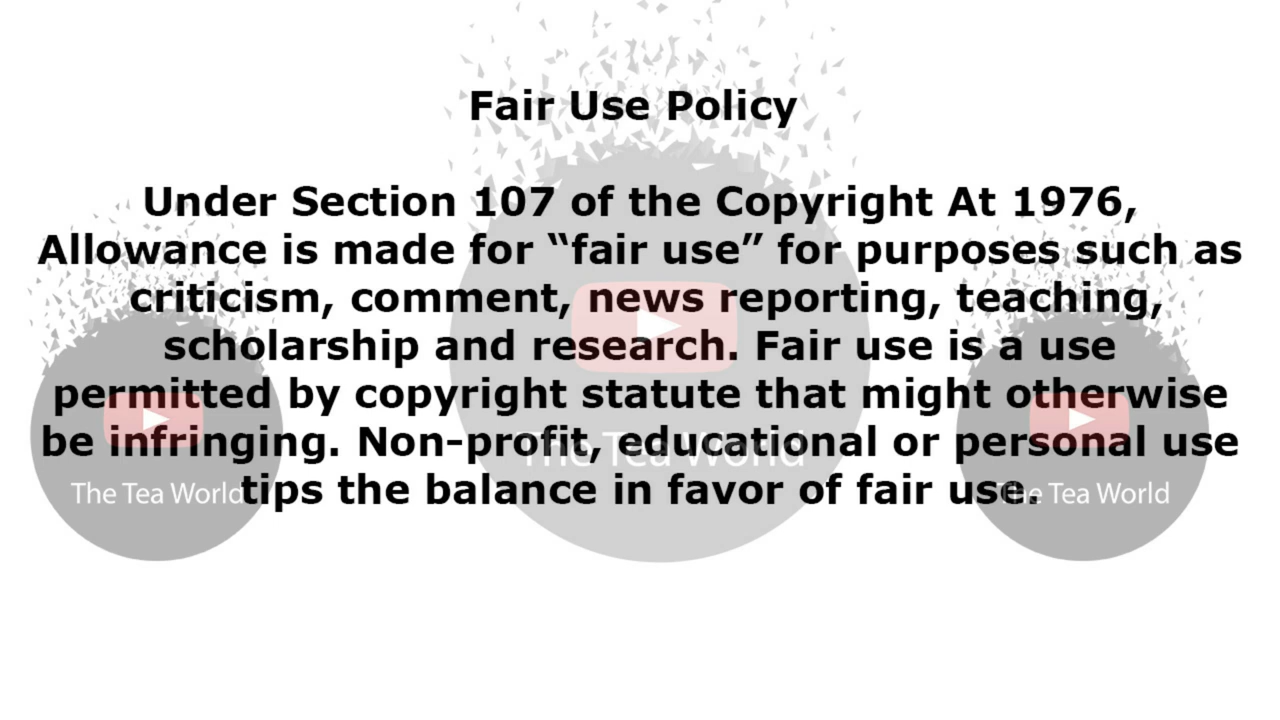 Fair Use Policy
Under Section 107 of the Copyright At 1976,
Allowance is made for “fair use” for purposes such as
criticism, comment, news reporting, teaching,
scholarship and research. Fair use is a use
permitted by copyright statute that might otherwise
be infringing. Non-profit, educational or personal use
The Tea World
tips the balance in favor of fair use.
The Tea World
The Tea World